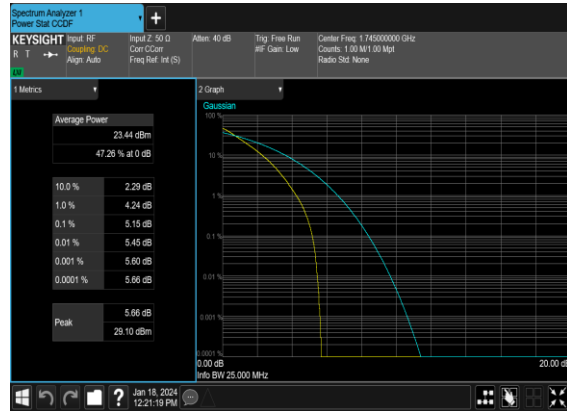 Spectrum Analyzer 1
Power Stat CCDF
+
KEYSIGHT
R T
Input: RF
Coupling: DC
Align: Auto
Input Z: 50 Ω
Corr CCorr
Freq Ref: Int (S)
Atten: 40 dB
Trig: Free Run
#IF Gain: Low
Center Freq: 1.745000000 GHz
Counts: 1.00 M/1.00 Mpt
Radio Std: None
1 Metrics
Average Power
23.44 dBm
47.26 % at 0 dB
10.0 % 2.29 dB
1.0 % 4.24 dB
0.1 % 5.15 dB
0.01 % 5.45 dB
0.001 % 5.60 dB
0.0001 % 5.66 dB
Peak
5.66 dB
29.10 dBm
2 Graph
Gaussian
100 %
10 %
1 %
0.1 %
0.01 %
0.001 %
0.0001 %
0.00 dB 20.00 dB
Info BW 25.000 MHz
?
Jan 18, 2024
12:21:19 PM